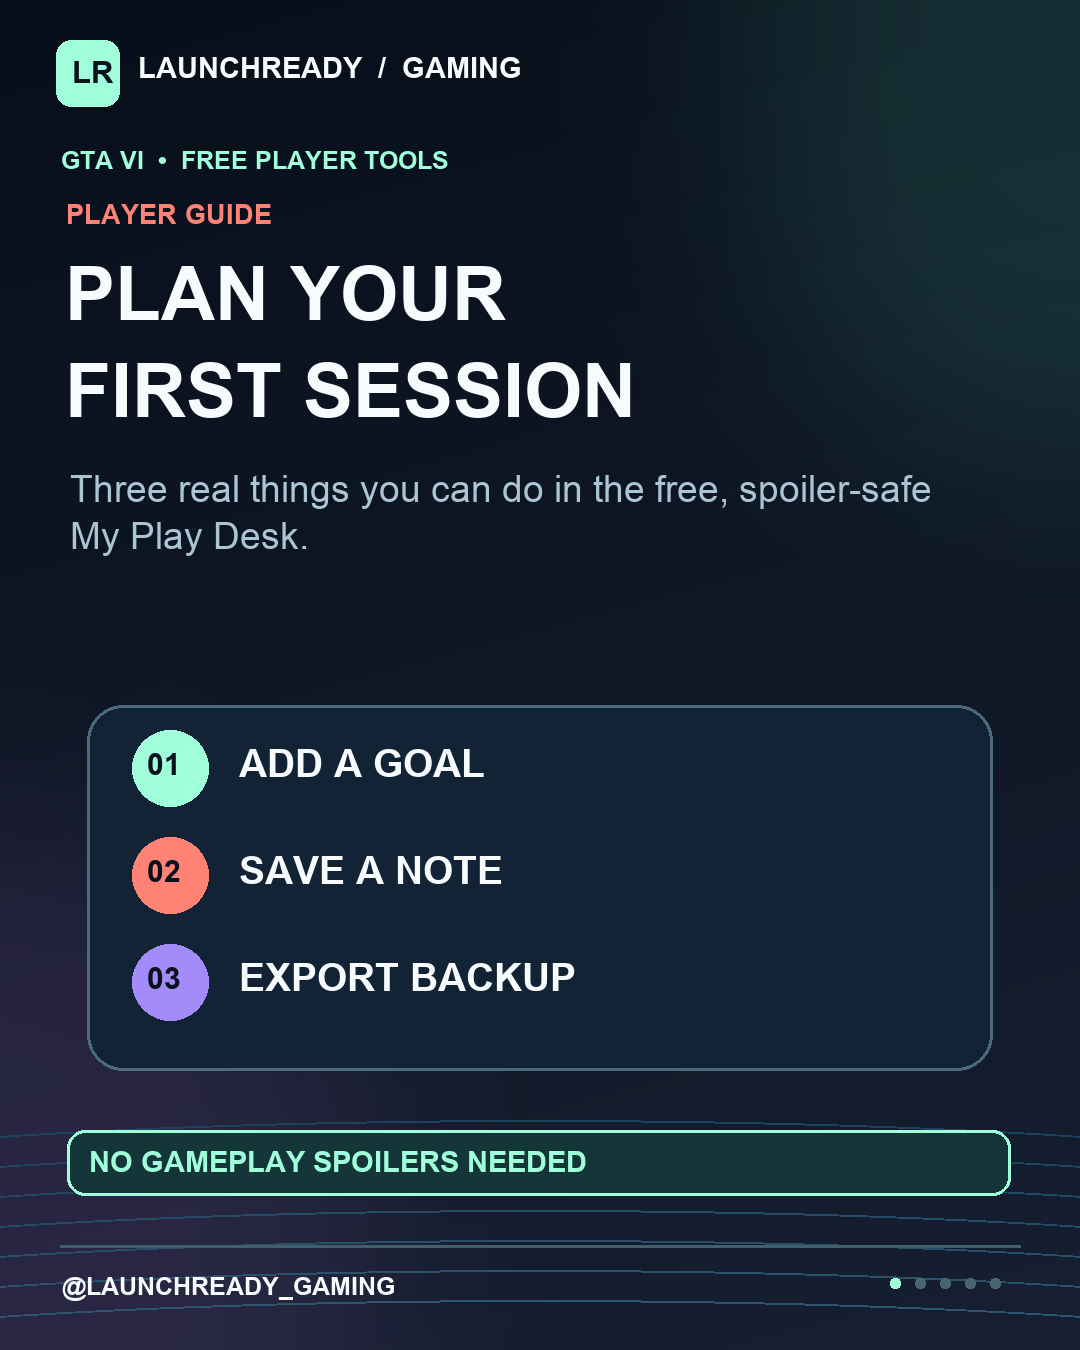 LR LAUNCHREADY / GAMING
GTA VI • FREE PLAYER TOOLS
PLAYER GUIDE
PLAN YOUR
FIRST SESSION
Three real things you can do in the free, spoiler-safe
My Play Desk.
01 ADD A GOAL
02 SAVE A NOTE
03 EXPORT BACKUP
NO GAMEPLAY SPOILERS NEEDED
@LAUNCHREADY_GAMING